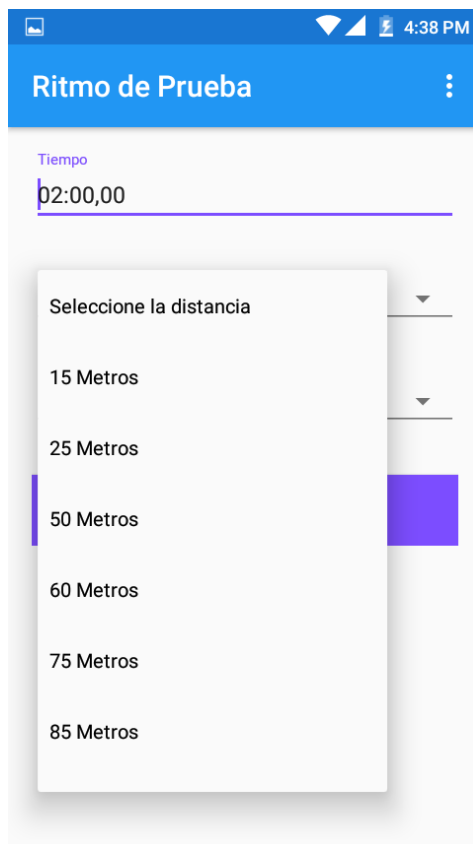 4:38 PM
Ritmo de Prueba
Tiempo
02:00,00
Seleccione la distancia
15 Metros
25 Metros
50 Metros
60 Metros
75 Metros
85 Metros